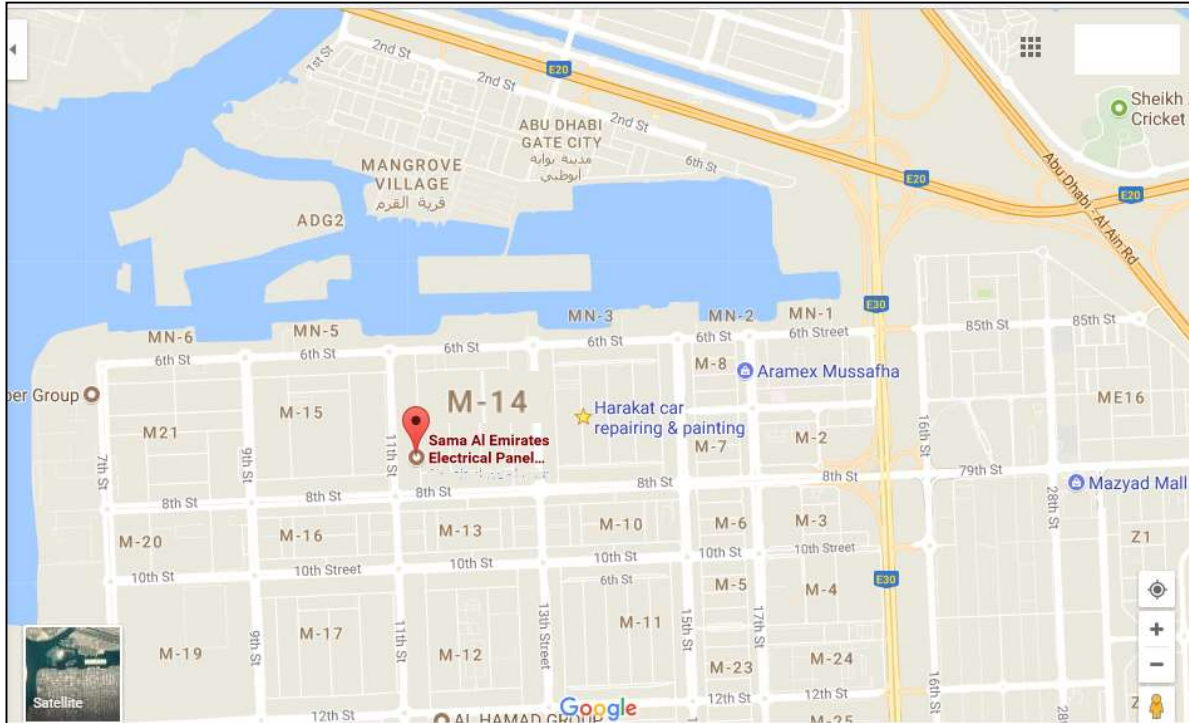 1st St
2nd St
E20
2nd St
2nd St
ABU DHABI
GATE CITY
مدينة بوابة
ابوظبي
6th St
MANGROVE
VILLAGE
قرية القرم
ADG2
E20
E20
Sheikh
Cricket
Abu Dhabi - Al Ain Rd
E30
MN-6
MN-5
MN-3
MN-2
MN-1
6th St
6th St
6th St
6th St
6th St
6th Street
85th St
85th St
per Group
M-15
M-14
M-8
Aramex Mussafha
M21
Harakat car
repairing & painting
M-7
M-2
ME16
Sama Al Emirates
Electrical Panel...
7th St
9th St
11th St
16th St
8th St
8th St
8th St
8th St
79th St
Mazyad Mall
28th St
M-20
M-16
M-13
M-10
M-6
M-3
Z1
10th St
10th Street
10th St
10th St
10th Street
6th St
M-5
M-4
E30
M-19
9th St
M-17
11th St
M-12
13th Street
M-11
15th St
17th St
M-23
M-24
16th St
28th
Satellite
12th St
AL HAMAD GROUP
Google
12th St
12th St
M-25
Z